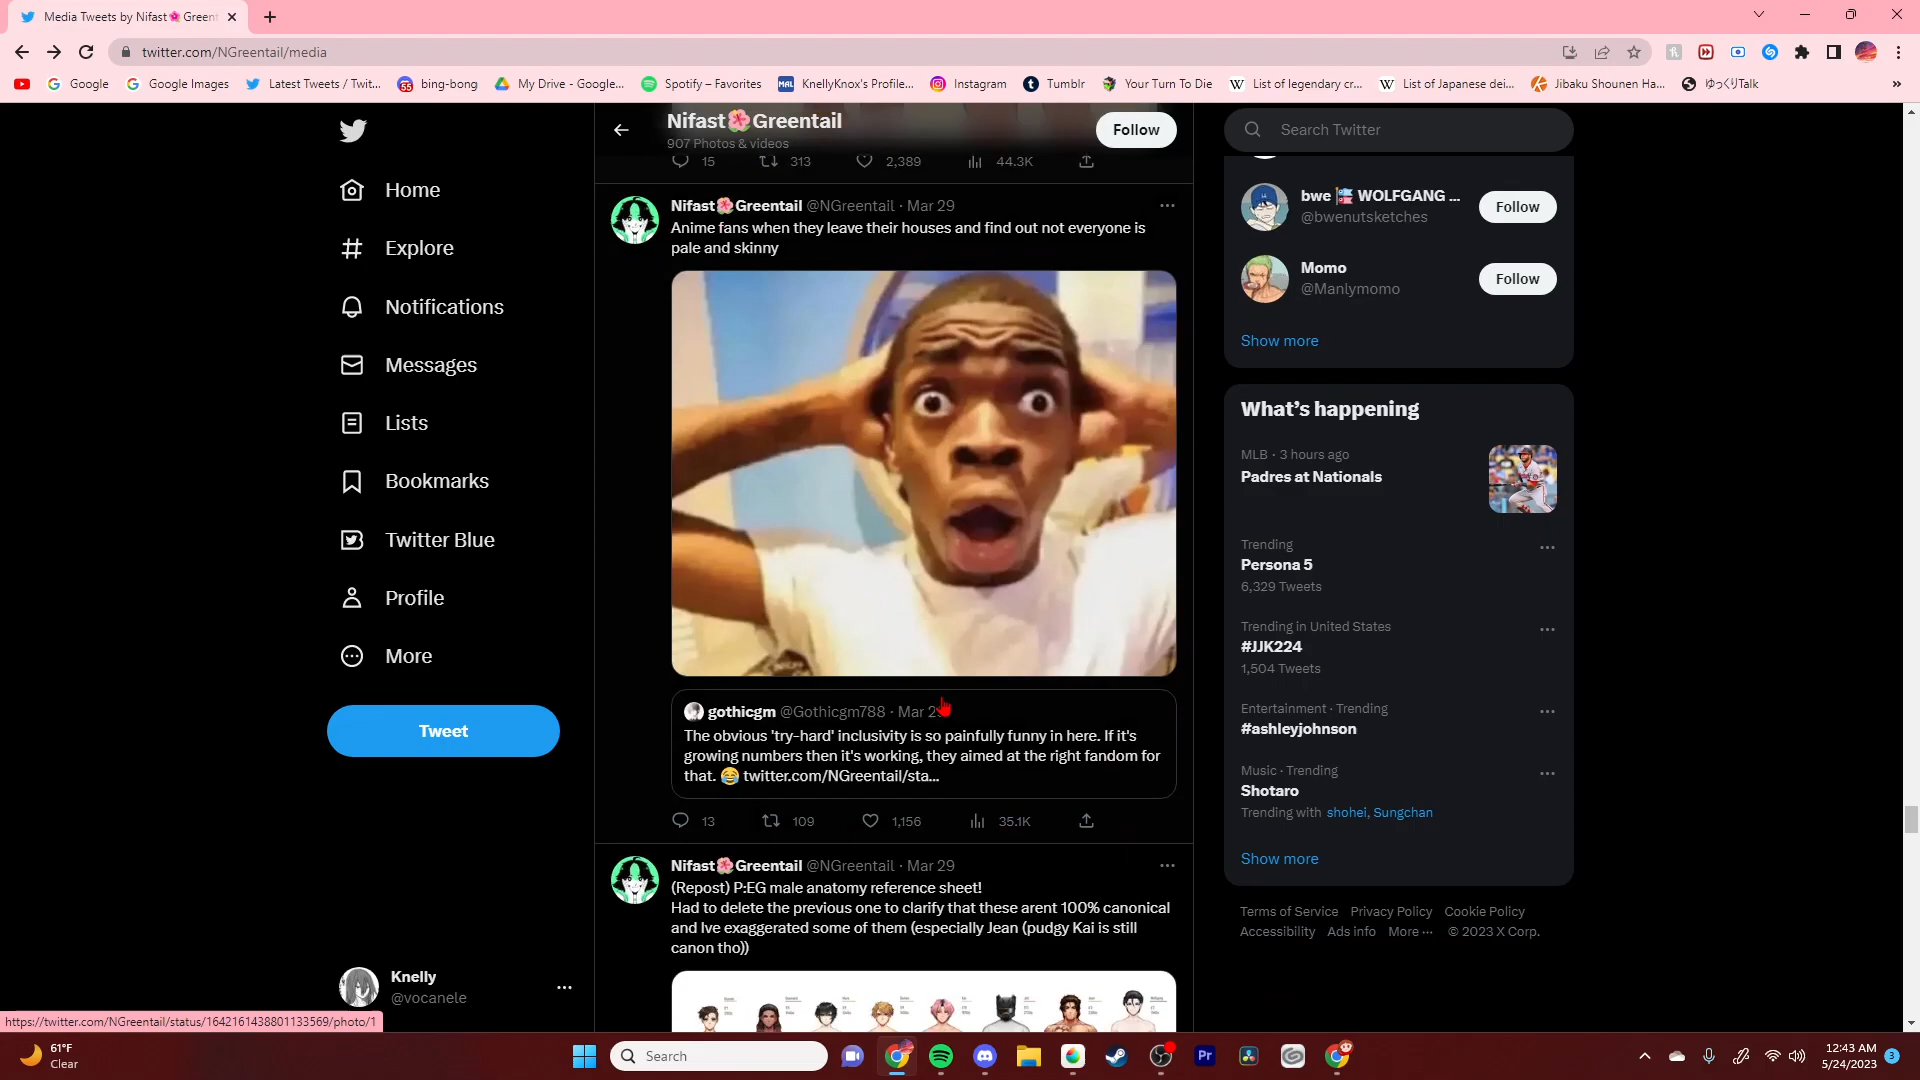 Media Tweets by Nifast🌺Green
twitter.com/NGreentail/media
Google
Google Images
Latest Tweets / Twit...
bing-bong
My Drive - Google...
Spotify – Favorites
MAL
KnellyKnox's Profile...
Instagram
Tumblr
Your Turn To Die
List of legendary cr...
List of Japanese dei...
Jibaku Shounen Ha...
ゆっくりTalk
Home
Explore
Notifications
Messages
Lists
Bookmarks
Twitter Blue
Profile
More
Tweet
Knelly
@vocanele
https://twitter.com/NGreentail/status/1642161438801133569/photo/1
Nifast🌺Greentail
907 Photos & videos
Follow
15 313 2,389 44.3K
Nifast🌺Greentail @NGreentail · Mar 29
Anime fans when they leave their houses and find out not everyone is
pale and skinny
gothicgm @Gothicgm788 · Mar 2
The obvious 'try-hard' inclusivity is so painfully funny in here. If it's
growing numbers then it's working, they aimed at the right fandom for
that. 😂 twitter.com/NGreentail/sta...
13 109 1,156 35.1K
Nifast🌺Greentail @NGreentail · Mar 29
(Repost) P:EG male anatomy reference sheet!
Had to delete the previous one to clarify that these arent 100% canonical
and Ive exaggerated some of them (especially Jean (pudgy Kai is still
canon tho))
Search Twitter
bwe WOLFGANG ...
@bwenutsketches
Follow
Momo
@Manlymomo
Follow
Show more
What's happening
MLB · 3 hours ago
Padres at Nationals
Trending
Persona 5
6,329 Tweets
Trending in United States
#JJK224
1,504 Tweets
Entertainment · Trending
#ashleyjohnson
Music · Trending
Shotaro
Trending with shohei, Sungchan
Show more
Terms of Service Privacy Policy Cookie Policy
Accessibility Ads info More ··· © 2023 X Corp.
61°F
Clear
Search
Pr
12:43 AM
5/24/2023
3